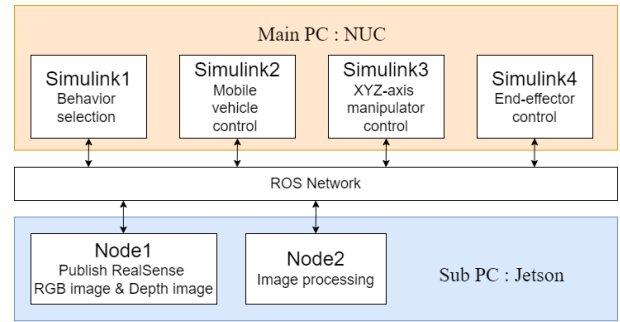 Main PC : NUC
Simulink1
Behavior
selection
Simulink2
Mobile
vehicle
control
Simulink3
XYZ-axis
manipulator
control
Simulink4
End-effector
control
ROS Network
Node1
Publish RealSense
RGB image & Depth image
Node2
Image processing
Sub PC : Jetson